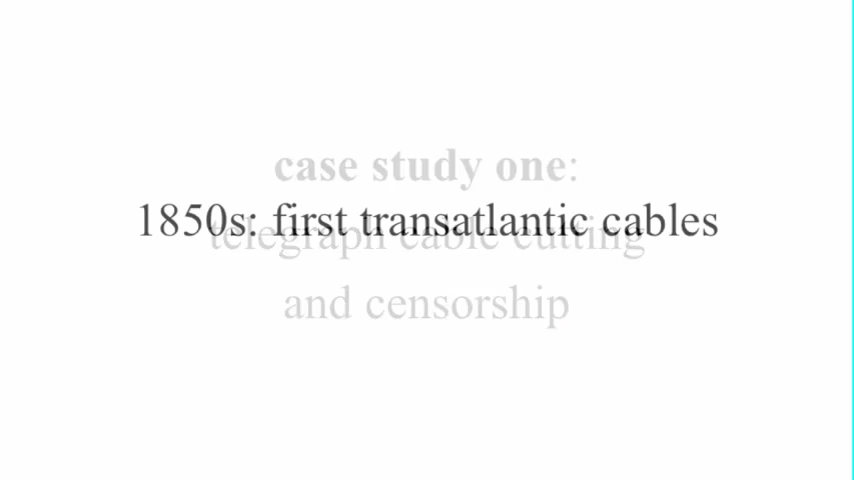 case study one:
1850s: first transatlantic cables
telegraph cable cutting
and censorship